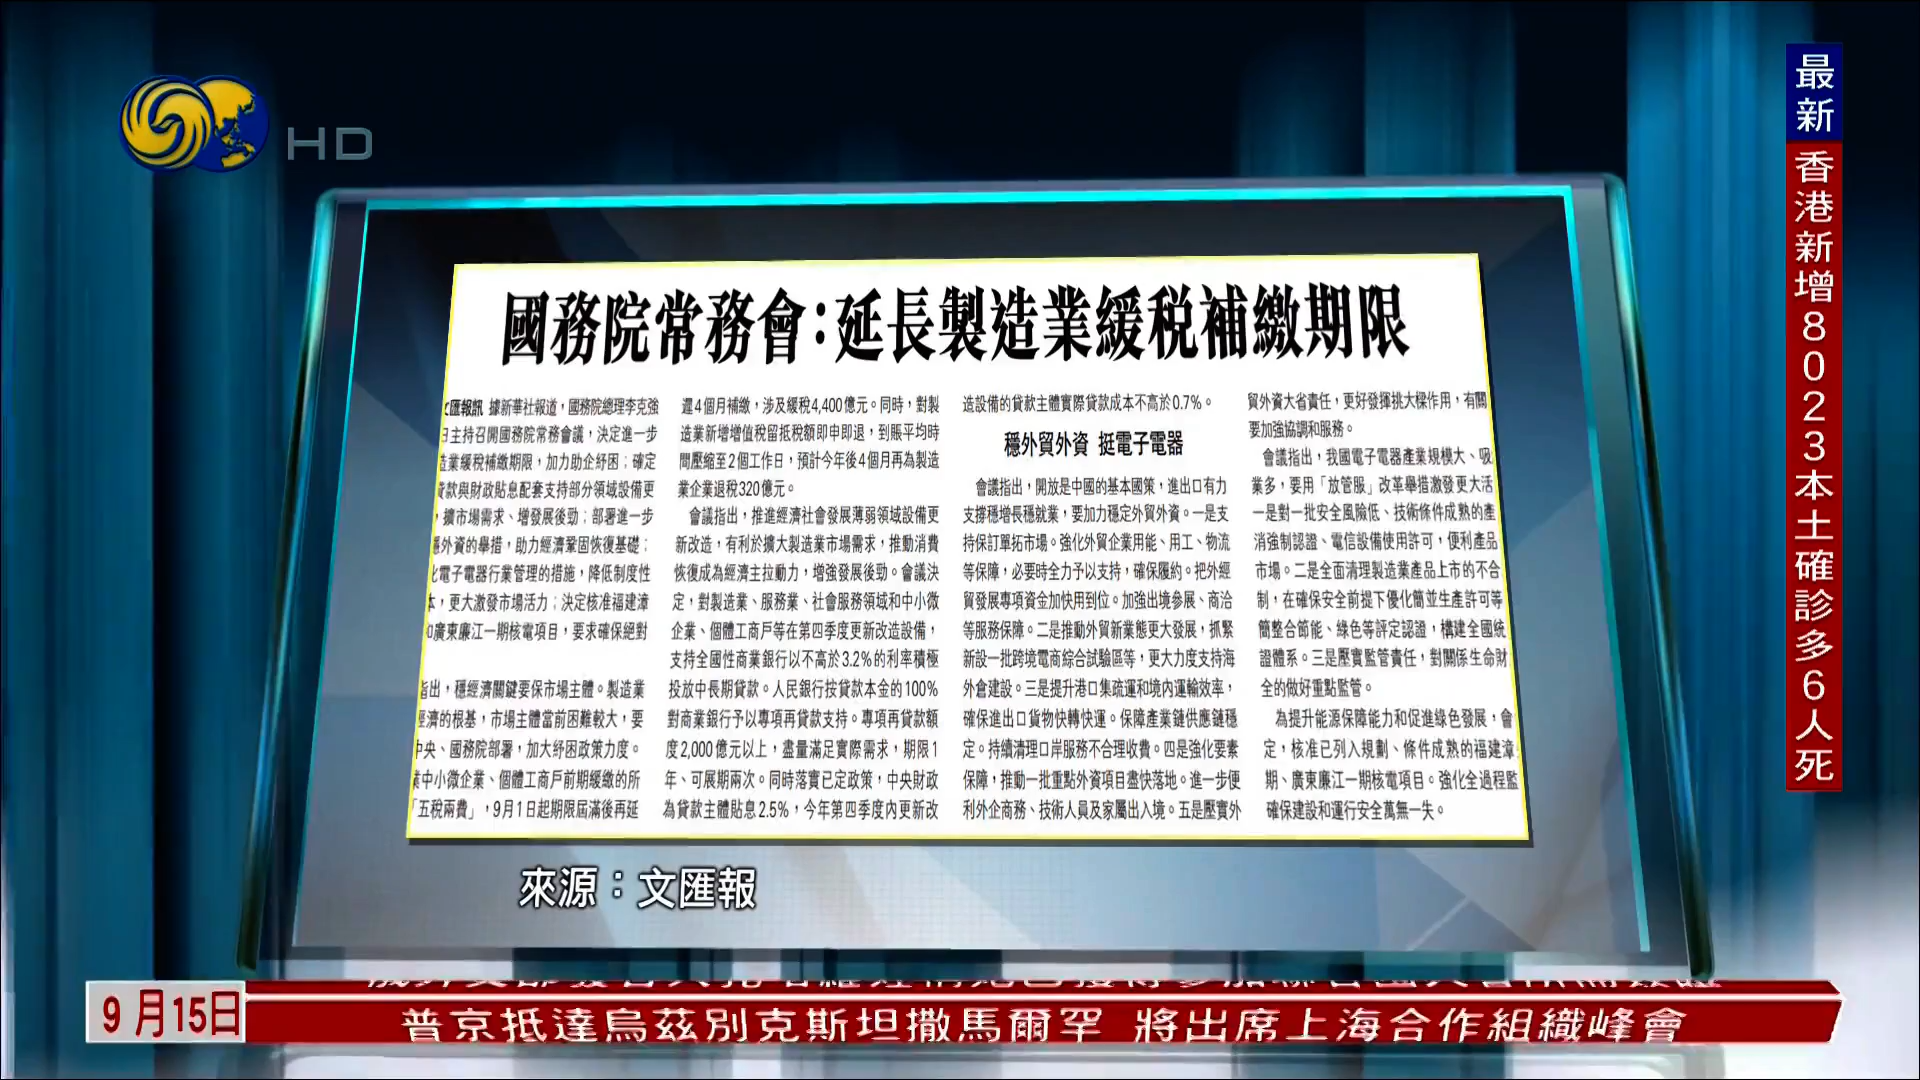 HD
最新
香港新增8023本土確診多6人死
國務院常務會：延長製造業緩稅補繳期限
文匯報訊 據新華社報道，國務院總理李克強
日主持召開國務院常務會議，決定進一步
造業緩稅補繳期限，加力助企紓困；確定
貸款與財政貼息配套支持部分領域設備更
，擴市場需求、增發展後勁；部署進一步
外資的舉措，助力經濟鞏固恢復基礎；
電子電器行業管理的措施，降低制度性
，更大激發市場活力；決定核准福建漳
廣東廉江一期核電項目，要求確保絕對
指出，穩經濟關鍵要保市場主體。製造業
經濟的根基，市場主體當前困難較大，要
中央、國務院部署，加大紓困政策力度。
業中小微企業、個體工商戶前期緩繳的所
「五稅兩費」，9月1日起期限屆滿後再延
遲4個月補繳，涉及緩稅4,400億元。同時，對製
造業新增增值稅留抵稅額即申即退，到賬平均時
間壓縮至2個工作日，預計今年後4個月再為製造
業企業退稅320億元。
會議指出，推進經濟社會發展薄弱領域設備更
新改造，有利於擴大製造業市場需求，推動消費
恢復成為經濟主拉動力，增強發展後勁。會議決
定，對製造業、服務業、社會服務領域和中小微
企業、個體工商戶等在第四季度更新改造設備，
支持全國性商業銀行以不高於3.2%的利率積極
投放中長期貸款。人民銀行按貸款本金的100%
對商業銀行予以專項再貸款支持。專項再貸款額
度2,000億元以上，盡量滿足實際需求，期限1
年、可展期兩次。同時落實已定政策，中央財政
為貸款主體貼息2.5%，今年第四季度內更新改
造設備的貸款主體實際貸款成本不高於0.7%。
穩外貿外資 挺電子電器
會議指出，開放是中國的基本國策，進出口有力
支撐穩增長穩就業，要加力穩定外貿外資。一是支
持保訂單拓市場。強化外貿企業用能、用工、物流
等保障，必要時全力予以支持，確保履約。把外經
貿發展專項資金加快用到位。加強出境參展、商洽
等服務保障。二是推動外貿新業態更大發展，抓緊
新設一批跨境電商綜合試驗區等，更大力度支持海
外倉建設。三是提升港口集疏運和境內運輸效率，
確保進出口貨物快轉快運。保障產業鏈供應鏈穩
定。持續清理口岸服務不合理收費。四是強化要素
保障，推動一批重點外資項目盡快落地。進一步便
利外企商務、技術人員及家屬出入境。五是壓實外
貿外資大省責任，更好發揮挑大樑作用，有關
要加強協調和服務。
會議指出，我國電子電器產業規模大、吸
業多，要用「放管服」改革舉措激發更大活
一是對一批安全風險低、技術條件成熟的產
消強制認證、電信設備使用許可，便利產品
市場。二是全面清理製造業產品上市的不合
制，在確保安全前提下優化簡並生產許可等
簡整合節能、綠色等評定認證，構建全國統
證體系。三是壓實監管責任，對關係生命財
全的做好重點監管。
為提升能源保障能力和促進綠色發展，會
定，核准已列入規劃、條件成熟的福建漳
期、廣東廉江一期核電項目。強化全過程監
確保建設和運行安全萬無一失。
來源：文匯報
9月15日
普京抵達烏茲別克斯坦撒馬爾罕 將出席上海合作組織峰會